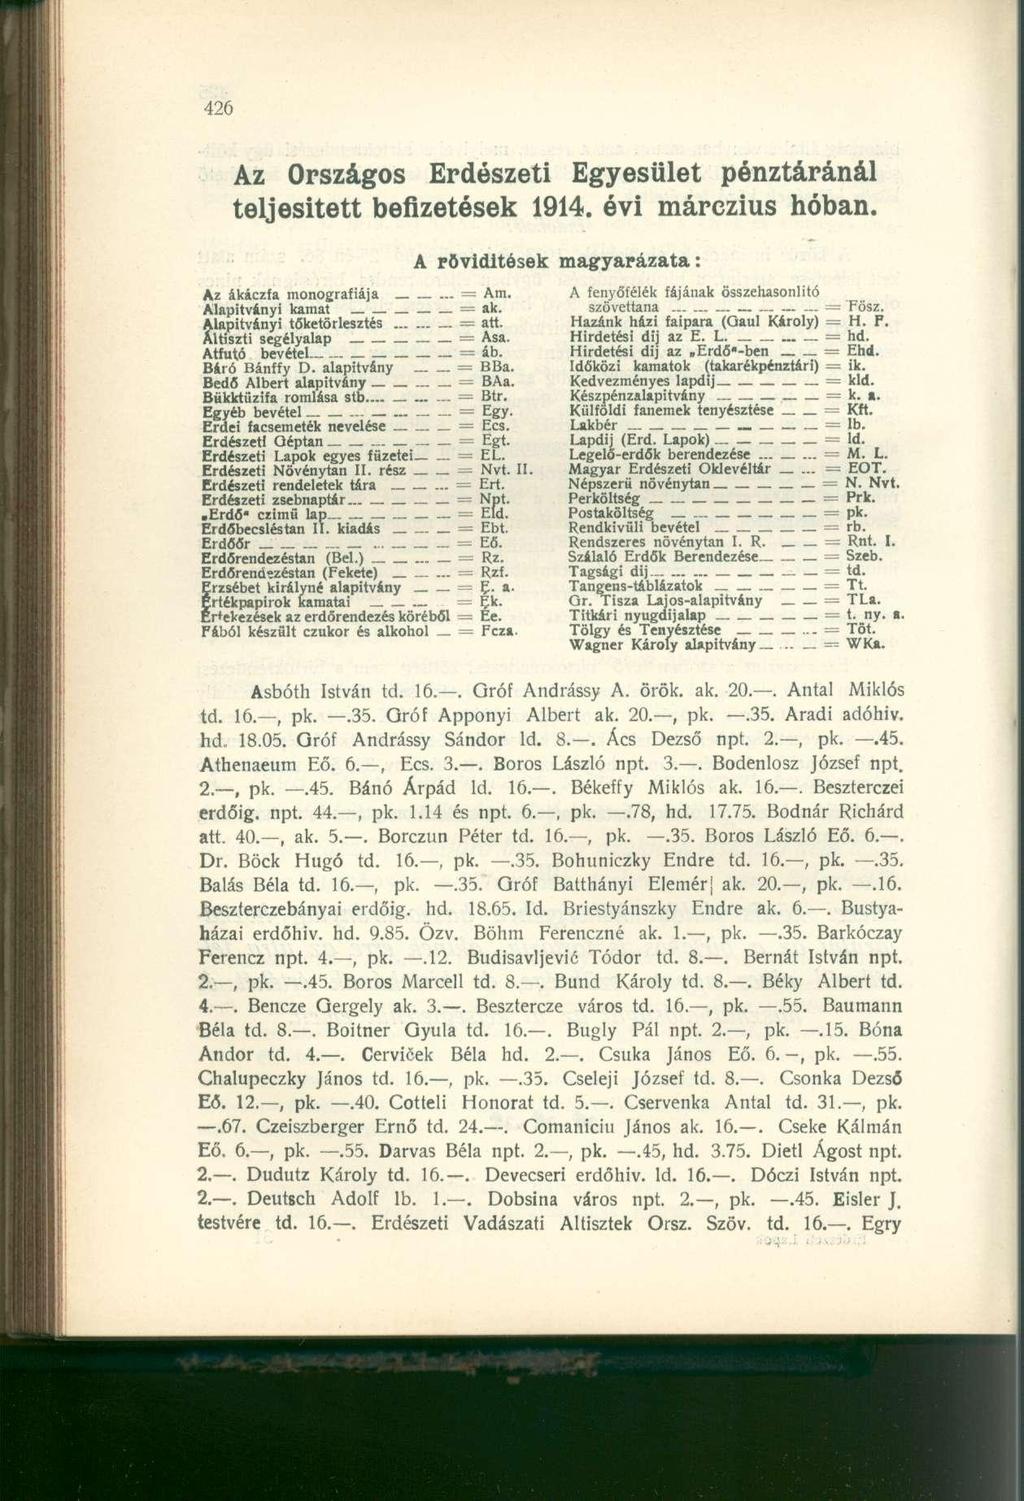 426
Az Országos Erdészeti Egyesület pénztáránál
teljesitett befizetések 1914. évi márczius hóban.
A röviditések magyarázata:
Az ákáczfa monografiája = Am.
Alapitványi kamat = ak.
Alapitványi tőketörlesztés = att.
Altiszti segélyalap = Asa.
Átfutó bevétel = áb.
Báró Bánffy D. alapitvány = BBa.
Bedő Albert alapitvány = BAa.
Bükktüzifa romlása stb. = Btr.
Egyéb bevétel = Egy.
Erdei facsemeték nevelése = Ecs.
Erdészeti Géptan = Egt.
Erdészeti Lapok egyes füzetei = EL.
Erdészeti Növénytan II. rész = Nvt. II.
Erdészeti rendeletek tára = Ert.
Erdészeti zsebnaptár = Npt.
„Erdő" czimü lap = Eld.
Erdőbecsléstan II. kiadás = Ebt.
Erdőőr = Eő.
Erdőrendezéstan (Bel.) = Rz.
Erdőrendezéstan (Fekete) = Rzf.
Erzsébet királyné alapitvány = E. a.
Értékpapirok kamatai = Ék.
Értekezések az erdőrendezés köréből = Ee.
Fából készült czukor és alkohol = Fcza.
A fenyőfélék fájának összehasonlitó
szövettana = Fösz.
Hazánk házi faipara (Gaul Károly) = H. F.
Hirdetési dij az E. L. = hd.
Hirdetési dij az „Erdő"-ben = Ehd.
Időközi kamatok (takarékpénztári) = ik.
Kedvezményes lapdij = kld.
Készpénzalapitvány = k. a.
Külföldi fanemek tenyésztése = Kft.
Lakbér = lb.
Lapdij (Erd. Lapok) = ld.
Legelő-erdők berendezése = M. L.
Magyar Erdészeti Oklevéltár = EOT.
Népszerü növénytan = N. Nvt.
Perköltség = Prk.
Postaköltség = pk.
Rendkivüli bevétel = rb.
Rendszeres növénytan I. R. = Rnt. I.
Szálaló Erdők Berendezése = Szeb.
Tagsági dij = td.
Tangens-táblázatok = Tt.
Gr. Tisza Lajos-alapitvány = TLa.
Titkári nyugdijalap = t. ny. a.
Tölgy és Tenyésztése = Töt.
Wagner Károly alapitvány = WKa.
Asbóth István td. 16.—. Gróf Andrássy A. örök. ak. 20.—. Antal Miklós
td. 16.—, pk. —.35. Gróf Apponyi Albert ak. 20.—, pk. —.35. Aradi adóhiv.
hd. 18.05. Gróf Andrássy Sándor ld. 8.—. Ács Dezső npt. 2.—, pk. —.45.
Athenaeum Eő. 6.—, Ecs. 3.—. Boros László npt. 3.—. Bodenlosz József npt.
2.—, pk. —.45. Bánó Árpád ld. 16.—. Békeffy Miklós ak. 16.—. Beszterczei
erdőig. npt. 44.—, pk. 1.14 és npt. 6.—, pk. —.78, hd. 17.75. Bodnár Richárd
att. 40.—, ak. 5.—. Borczun Péter td. 16.—, pk. —.35. Boros László Eő. 6.—.
Dr. Böck Hugó td. 16.—, pk. —.35. Bohuniczky Endre td. 16.—, pk. —.35.
Balás Béla td. 16.—, pk. —.35. Gróf Batthányi Elemér ak. 20.—, pk. —.16.
Beszterczebányai erdőig. hd. 18.65. Id. Briestyánszky Endre ak. 6.—. Bustya-
házai erdőhiv. hd. 9.85. Özv. Böhm Ferenczné ak. 1.—, pk. —.35. Barkóczay
Ferencz npt. 4.—, pk. —.12. Budisavljević Tódor td. 8.—. Bernát István npt.
2.—, pk. —.45. Boros Marcell td. 8.—. Bund Károly td. 8.—. Béky Albert td.
4.—. Bencze Gergely ak. 3.—. Besztercze város td. 16.—, pk. —.55. Baumann
Béla td. 8.—. Boitner Gyula td. 16.—. Bugly Pál npt. 2.—, pk. —.15. Bóna
Andor td. 4.—. Cerviček Béla hd. 2.—. Csuka János Eő. 6.—, pk. —.55.
Chalupeczky János td. 16.—, pk. —.35. Cseleji József td. 8.—. Csonka Dezső
Eő. 12.—, pk. —.40. Cotteli Honorat td. 5.—. Cservenka Antal td. 31.—, pk.
—.67. Czeiszberger Ernő td. 24.—. Comaniciu János ak. 16.—. Cseke Kálmán
Eő. 6.—, pk. —.55. Darvas Béla npt. 2.—, pk. —.45, hd. 3.75. Dietl Ágost npt.
2.—. Dudutz Károly td. 16.—. Devecseri erdőhiv. ld. 16.—. Dóczi István npt.
2.—. Deutsch Adolf lb. 1.—. Dobsina város npt. 2.—, pk. —.45. Eisler J.
testvére td. 16.—. Erdészeti Vadászati Altisztek Orsz. Szöv. td. 16.—. Egry